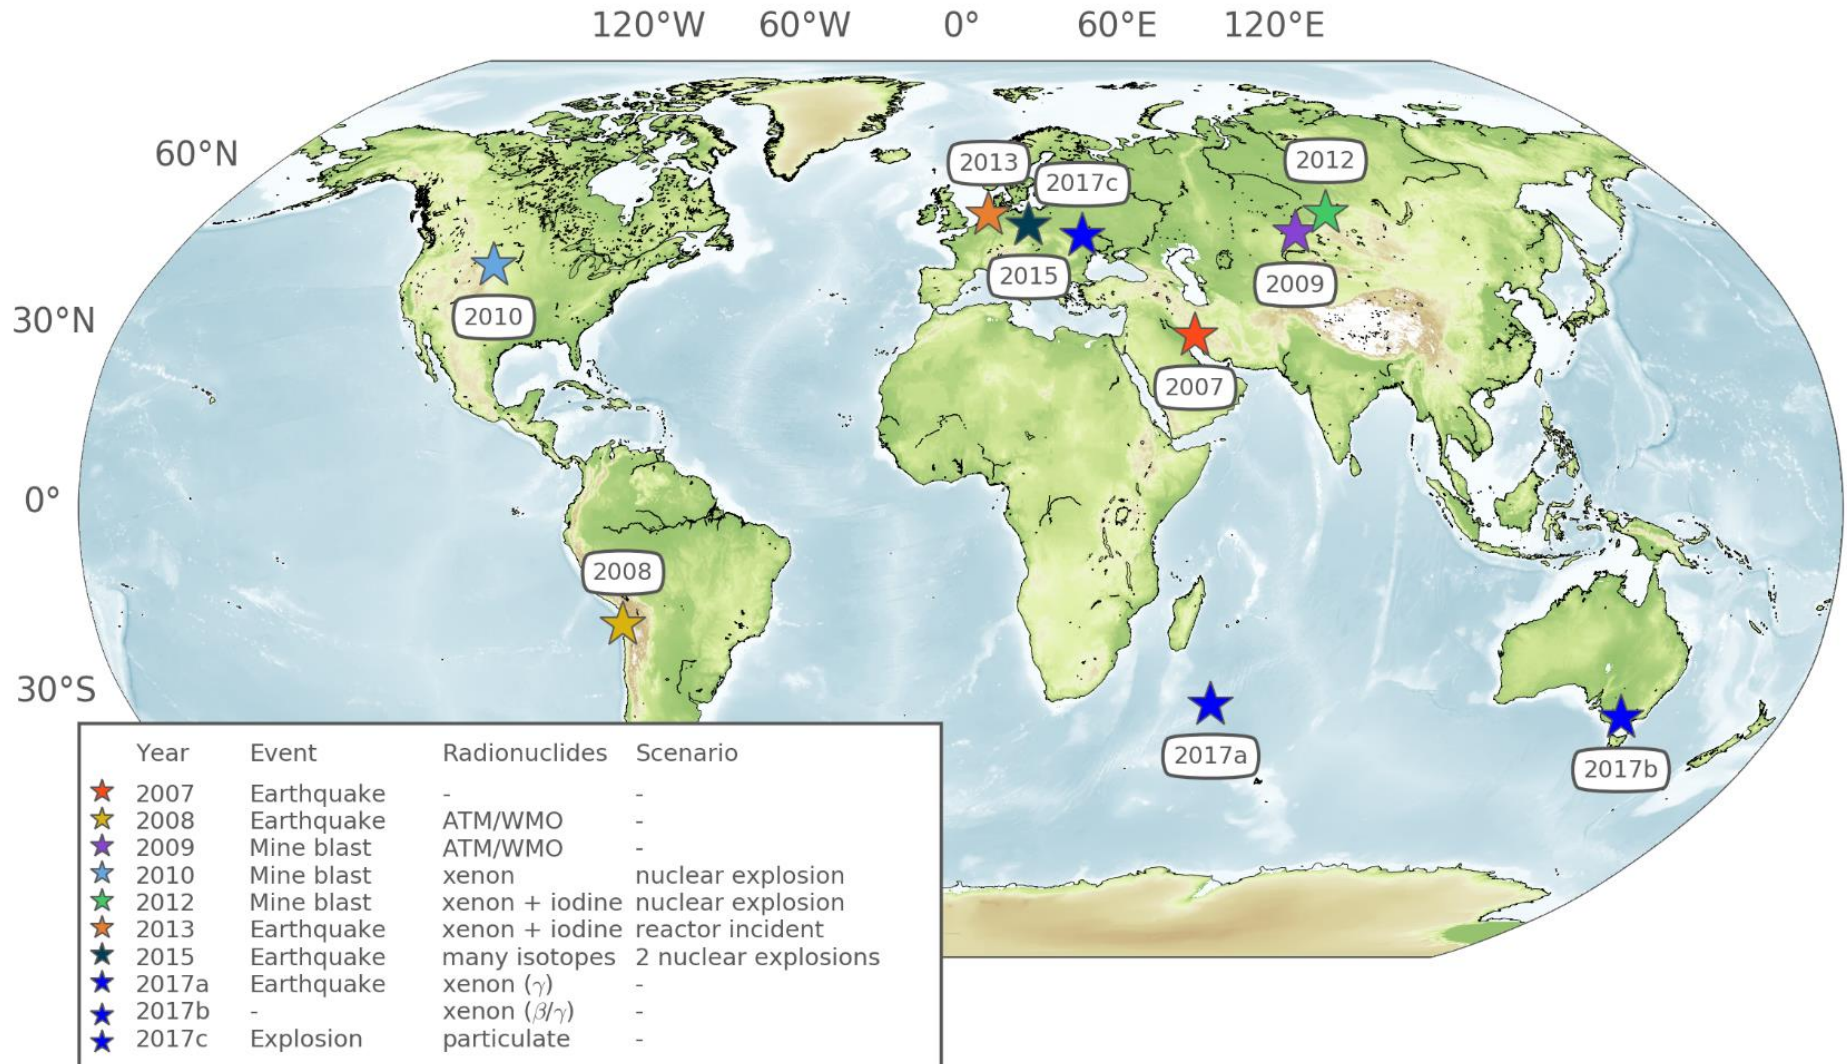 120°W 60°W 0° 60°E 120°E
60°N
2013
2012
2017c
2015
2009
30°N
2010
2007
0°
2008
30°S
2017a
2017b
Year Event Radionuclides Scenario
2007 Earthquake - -
2008 Earthquake ATM/WMO -
2009 Mine blast ATM/WMO -
2010 Mine blast xenon nuclear explosion
2012 Mine blast xenon + iodine nuclear explosion
2013 Earthquake xenon + iodine reactor incident
2015 Earthquake many isotopes 2 nuclear explosions
2017a Earthquake xenon (γ) -
2017b - xenon (β/γ) -
2017c Explosion particulate -